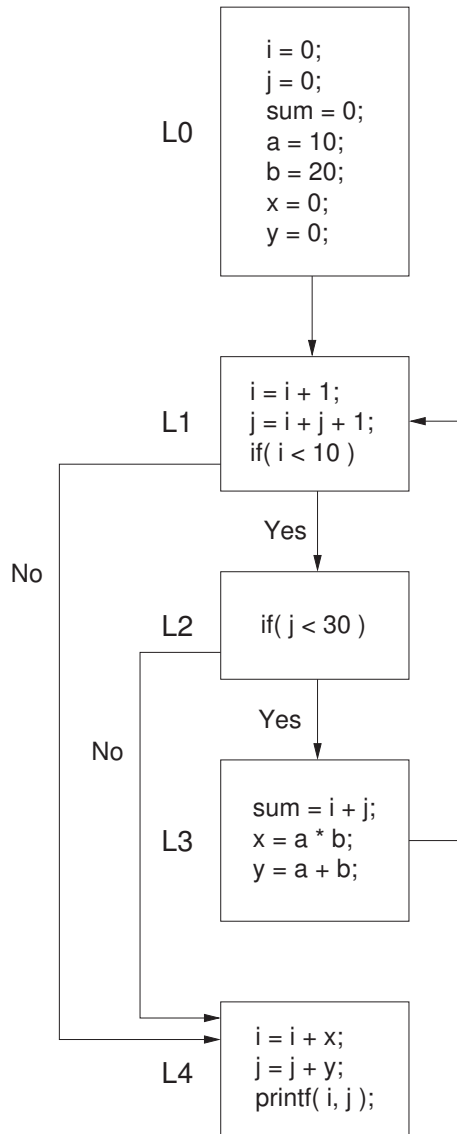 L0
i = 0;
j = 0;
sum = 0;
a = 10;
b = 20;
x = 0;
y = 0;
L1
i = i + 1;
j = i + j + 1;
if( i < 10 )
Yes
No
L2
if( j < 30 )
Yes
No
L3
sum = i + j;
x = a * b;
y = a + b;
L4
i = i + x;
j = j + y;
printf( i, j );